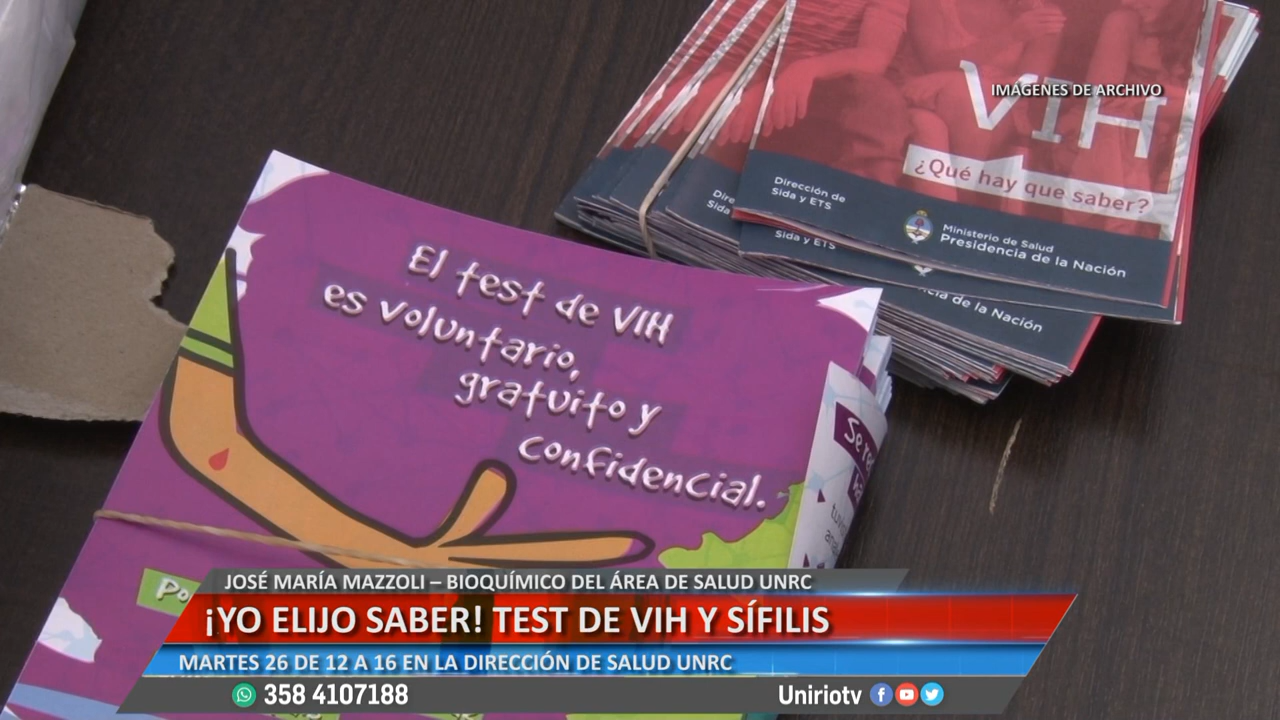 IMÁGENES DE ARCHIVO
VIH
¿Qué hay que saber?
Dirección de
Sida y ETS
Ministerio de Salud
Presidencia de la Nación
Sida y ETS
de la Nación
El test de VIH
es voluntario,
gratuito y
confidencial.
JOSÉ MARÍA MAZZOLI – BIOQUÍMICO DEL ÁREA DE SALUD UNRC
¡YO ELIJO SABER! TEST DE VIH Y SÍFILIS
MARTES 26 DE 12 A 16 EN LA DIRECCIÓN DE SALUD UNRC
358 4107188
Uniriotv